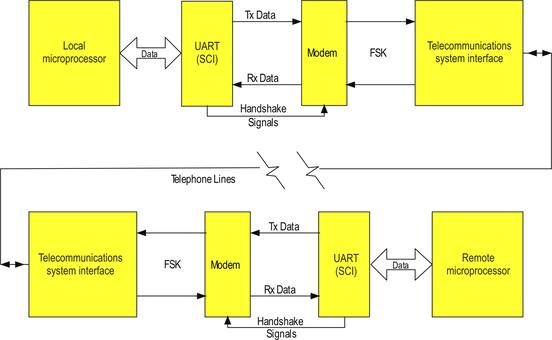 Local
microprocessor
Data
UART
(SCI)
Tx Data
Rx Data
Handshake
Signals
Modem
FSK
Telecommunications
system interface
Telephone Lines
Telecommunications
system interface
FSK
Modem
Tx Data
Rx Data
Handshake
Signals
UART
(SCI)
Data
Remote
microprocessor